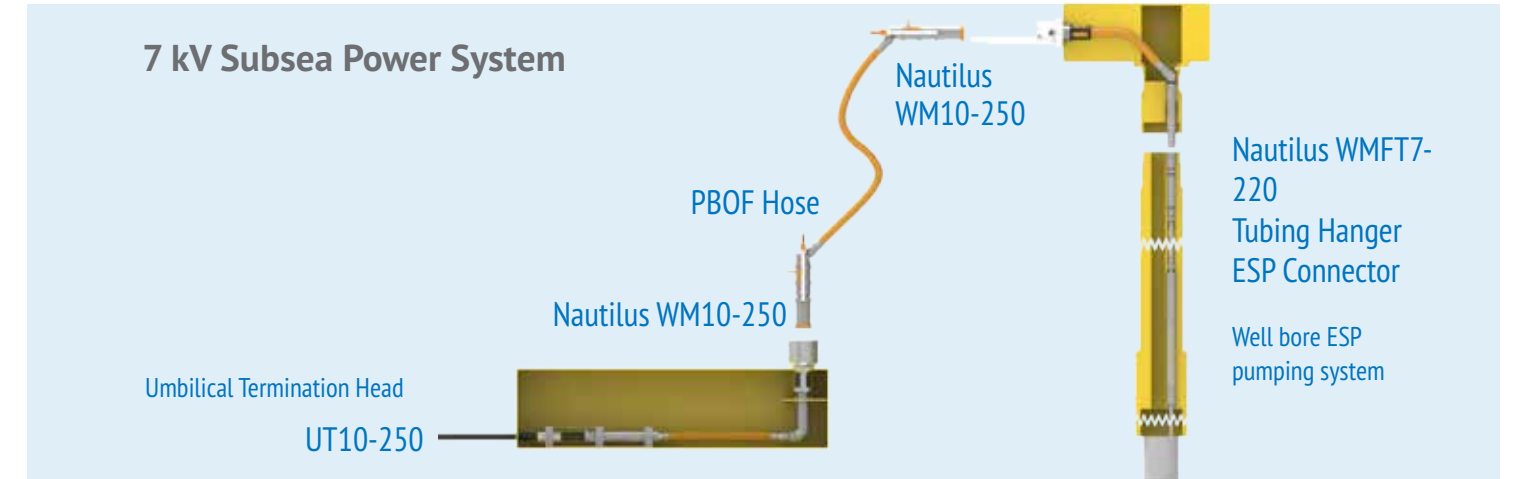 7 kV Subsea Power System
Nautilus
WM10-250
Nautilus WMFT7-
220
Tubing Hanger
ESP Connector
PBOF Hose
Nautilus WM10-250
Well bore ESP
pumping system
Umbilical Termination Head
UT10-250